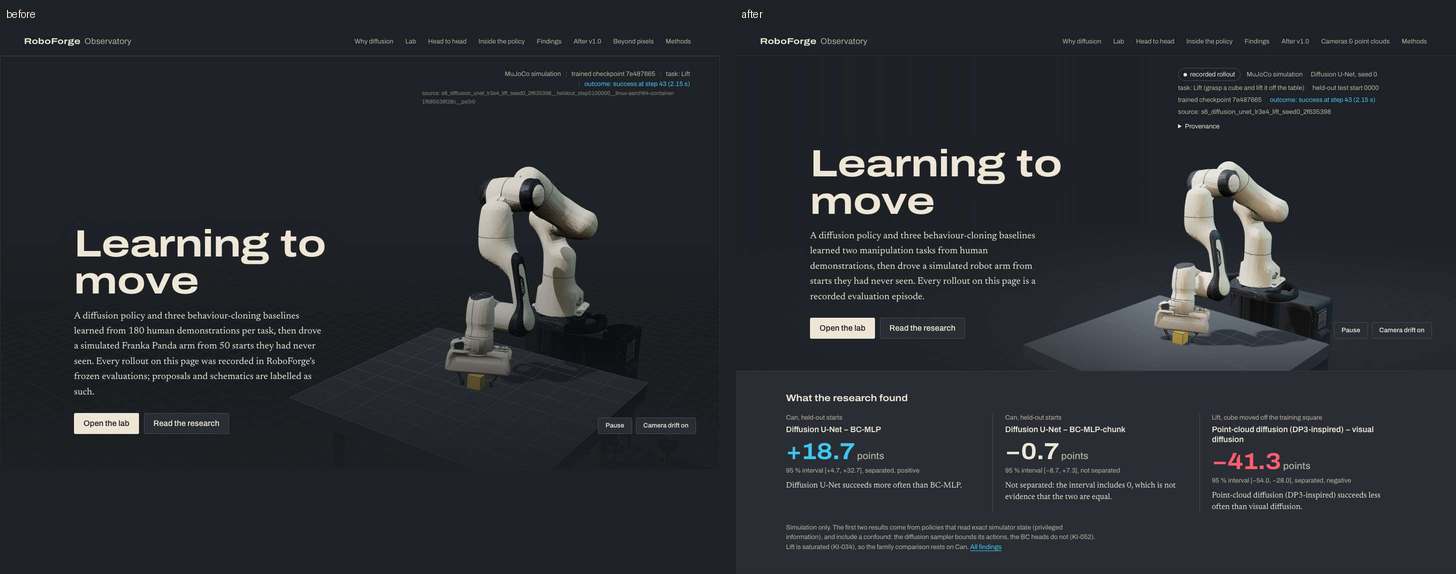 before
RoboForge Observatory
Why diffusion Lab Head to head Inside the policy Findings After v1.0 Beyond pixels Methods
MuJoCo simulation trained checkpoint 7e487665 task: Lift
outcome: success at step 43 (2.15 s)
Learning to
move
A diffusion policy and three behaviour-cloning baselines
learned from 180 human demonstrations per task, then drove
a simulated Franka Panda arm from 50 starts they had never
seen. Every rollout on this page was recorded in RoboForge's
frozen evaluations; proposals and schematics are labelled as
such.
Open the lab Read the research
Pause Camera drift on
after
RoboForge Observatory
Why diffusion Lab Head to head Inside the policy Findings After v1.0 Cameras & point clouds Methods
recorded rollout MuJoCo simulation Diffusion U-Net, seed 0
task: Lift (grasp a cube and lift it off the table) held-out test start 0000
trained checkpoint 7e487665 outcome: success at step 43 (2.15 s)
source: s6_diffusion_unet_lr3e4_lift_seed0_2f635398
Provenance
Learning to
move
A diffusion policy and three behaviour-cloning baselines
learned two manipulation tasks from human
demonstrations, then drove a simulated robot arm from
starts they had never seen. Every rollout on this page is a
recorded evaluation episode.
Open the lab Read the research
Pause Camera drift on
What the research found
Can, held-out starts
Diffusion U-Net – BC-MLP
+18.7 points
95 % interval [+4.7, +32.7], separated, positive
Diffusion U-Net succeeds more often than BC-MLP.
Can, held-out starts
Diffusion U-Net – BC-MLP-chunk
−0.7 points
95 % interval [−8.7, +7.3], not separated
Not separated: the interval includes 0, which is not
evidence that the two are equal.
Lift, cube moved off the training square
Point-cloud diffusion (DP3-inspired) – visual
diffusion
−41.3 points
95 % interval [−54.0, −28.0], separated, negative
Point-cloud diffusion (DP3-inspired) succeeds less
often than visual diffusion.
Simulation only. The first two results come from policies that read exact simulator state (privileged
information), and include a confound: the diffusion sampler bounds its actions, the BC heads do not (KI-052).
Lift is saturated (KI-034), so the family comparison rests on Can. All findings